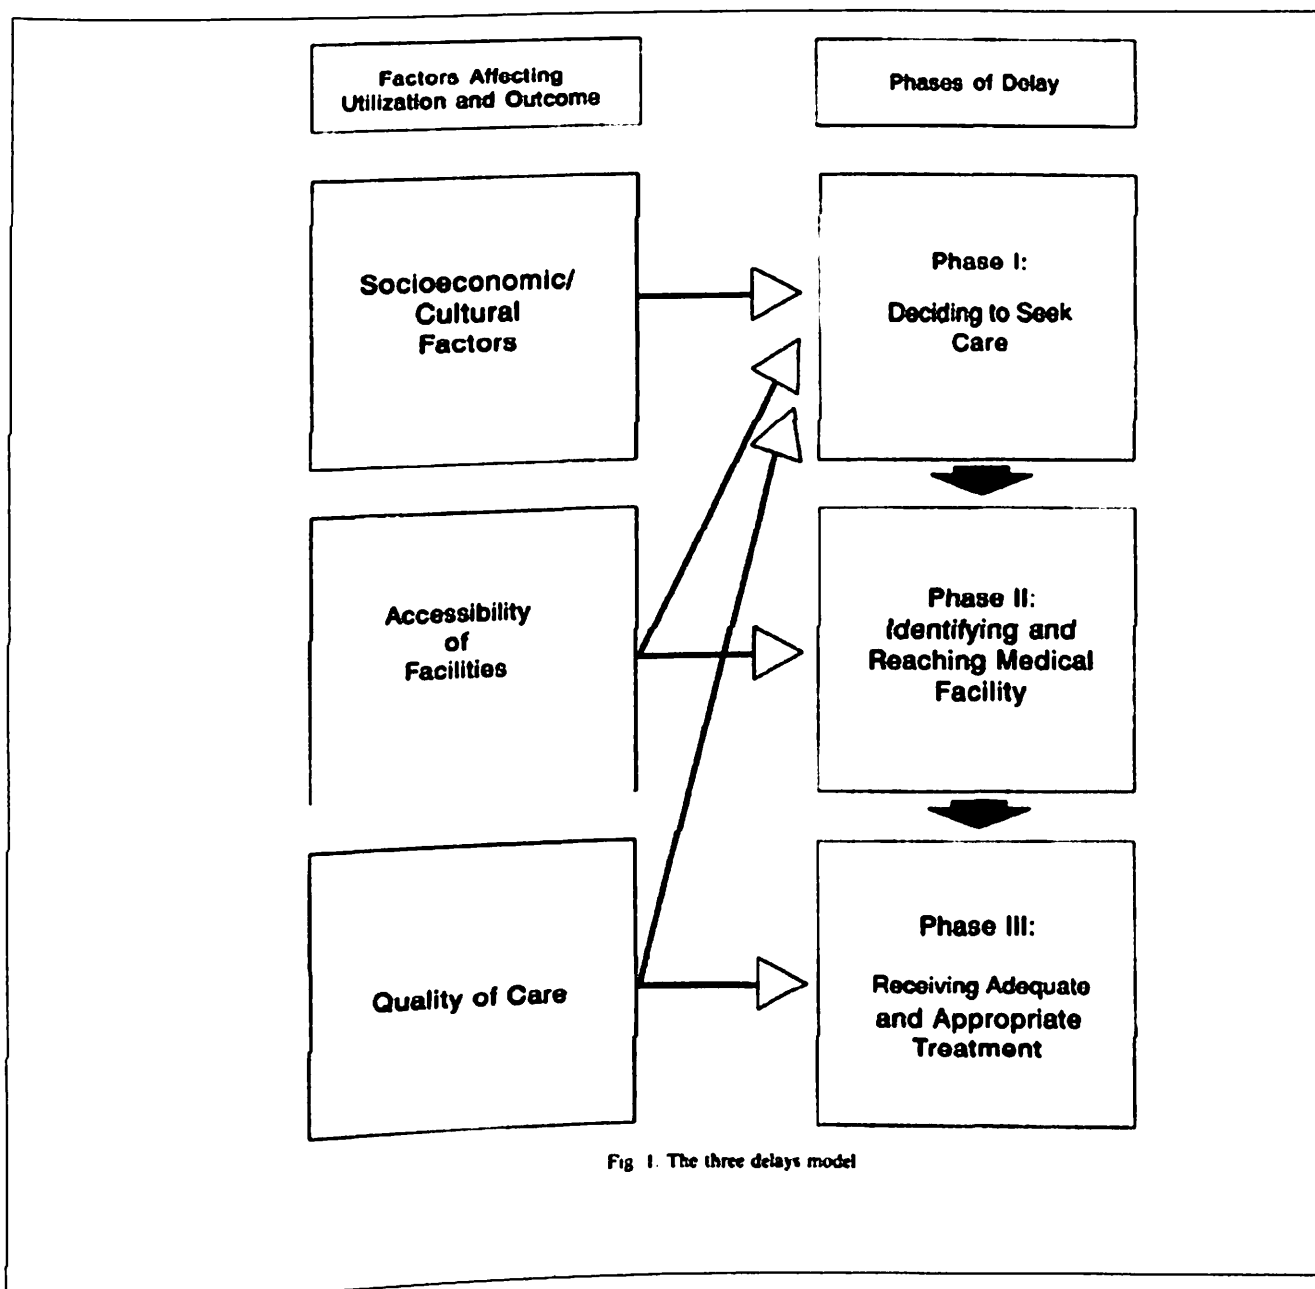 Factors Affecting
Utilization and Outcome
Phases of Delay
Socioeconomic/
Cultural
Factors
Phase I:
Deciding to Seek
Care
Accessibility
of
Facilities
Phase II:
Identifying and
Reaching Medical
Facility
Quality of Care
Phase III:
Receiving Adequate
and Appropriate
Treatment
Fig 1. The three delays model